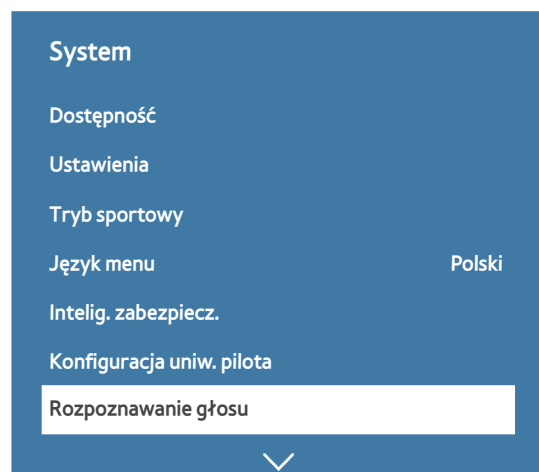 System
Dostępność
Ustawienia
Tryb sportowy
Język menu Polski
Intelig. zabezpiecz.
Konfiguracja uniw. pilota
Rozpoznawanie głosu